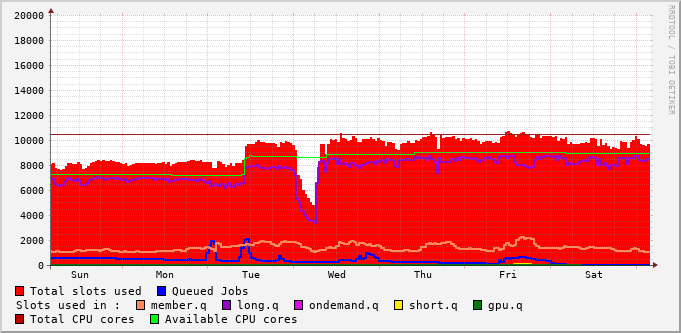 20000
18000
16000
14000
12000
10000
8000
6000
4000
2000
0
Sun Mon Tue Wed Thu Fri Sat
Total slots used Queued Jobs
Slots used in : member.q long.q ondemand.q short.q gpu.q
Total CPU cores Available CPU cores
RRDTOOL / TOBI OETIKER